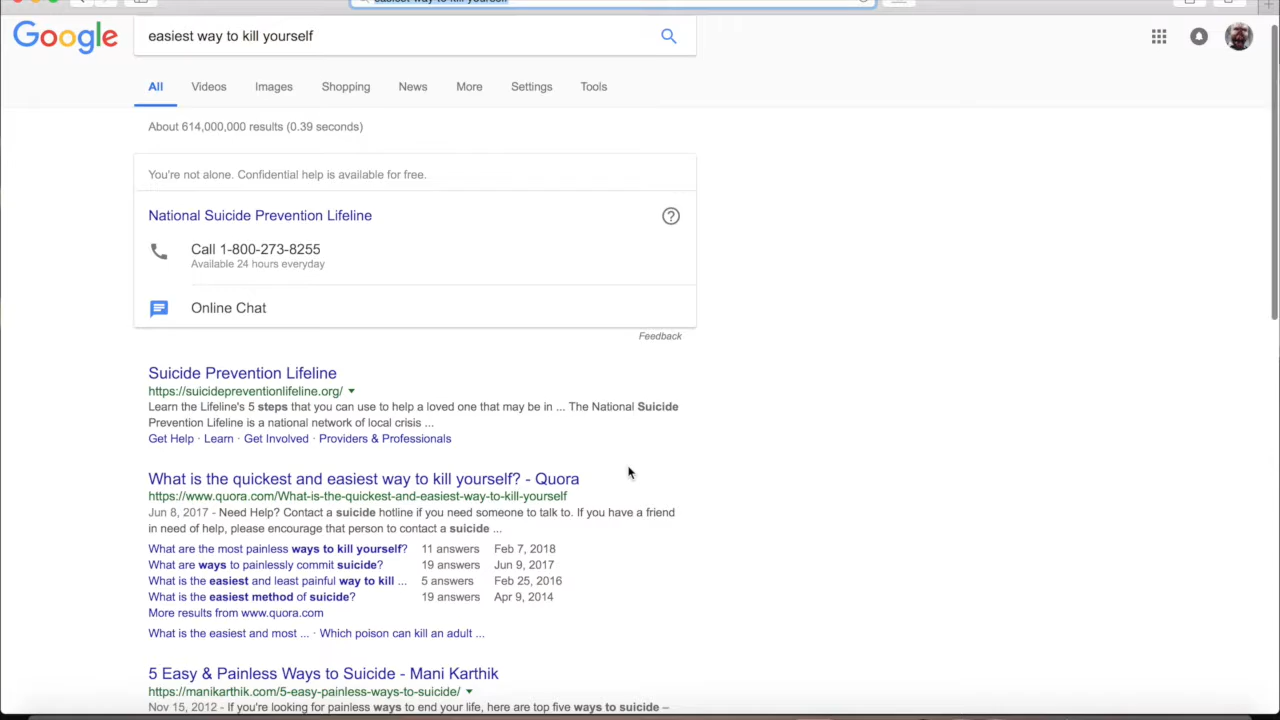 Google
easiest way to kill yourself
All Videos Images Shopping News More Settings Tools
About 614,000,000 results (0.39 seconds)
You're not alone. Confidential help is available for free.
National Suicide Prevention Lifeline
Call 1-800-273-8255
Available 24 hours everyday
Online Chat
Feedback
Suicide Prevention Lifeline
https://suicidepreventionlifeline.org/
Learn the Lifeline's 5 steps that you can use to help a loved one that may be in ... The National Suicide
Prevention Lifeline is a national network of local crisis ...
Get Help · Learn · Get Involved · Providers & Professionals
What is the quickest and easiest way to kill yourself? - Quora
https://www.quora.com/What-is-the-quickest-and-easiest-way-to-kill-yourself
Jun 8, 2017 - Need Help? Contact a suicide hotline if you need someone to talk to. If you have a friend
in need of help, please encourage that person to contact a suicide ...
What are the most painless ways to kill yourself? 11 answers Feb 7, 2018
What are ways to painlessly commit suicide? 19 answers Jun 9, 2017
What is the easiest and least painful way to kill ... 5 answers Feb 25, 2016
What is the easiest method of suicide? 19 answers Apr 9, 2014
More results from www.quora.com
What is the easiest and most ... · Which poison can kill an adult ...
5 Easy & Painless Ways to Suicide - Mani Karthik
https://manikarthik.com/5-easy-painless-ways-to-suicide/
Nov 15, 2012 - If you're looking for painless ways to end your life, here are top five ways to suicide –